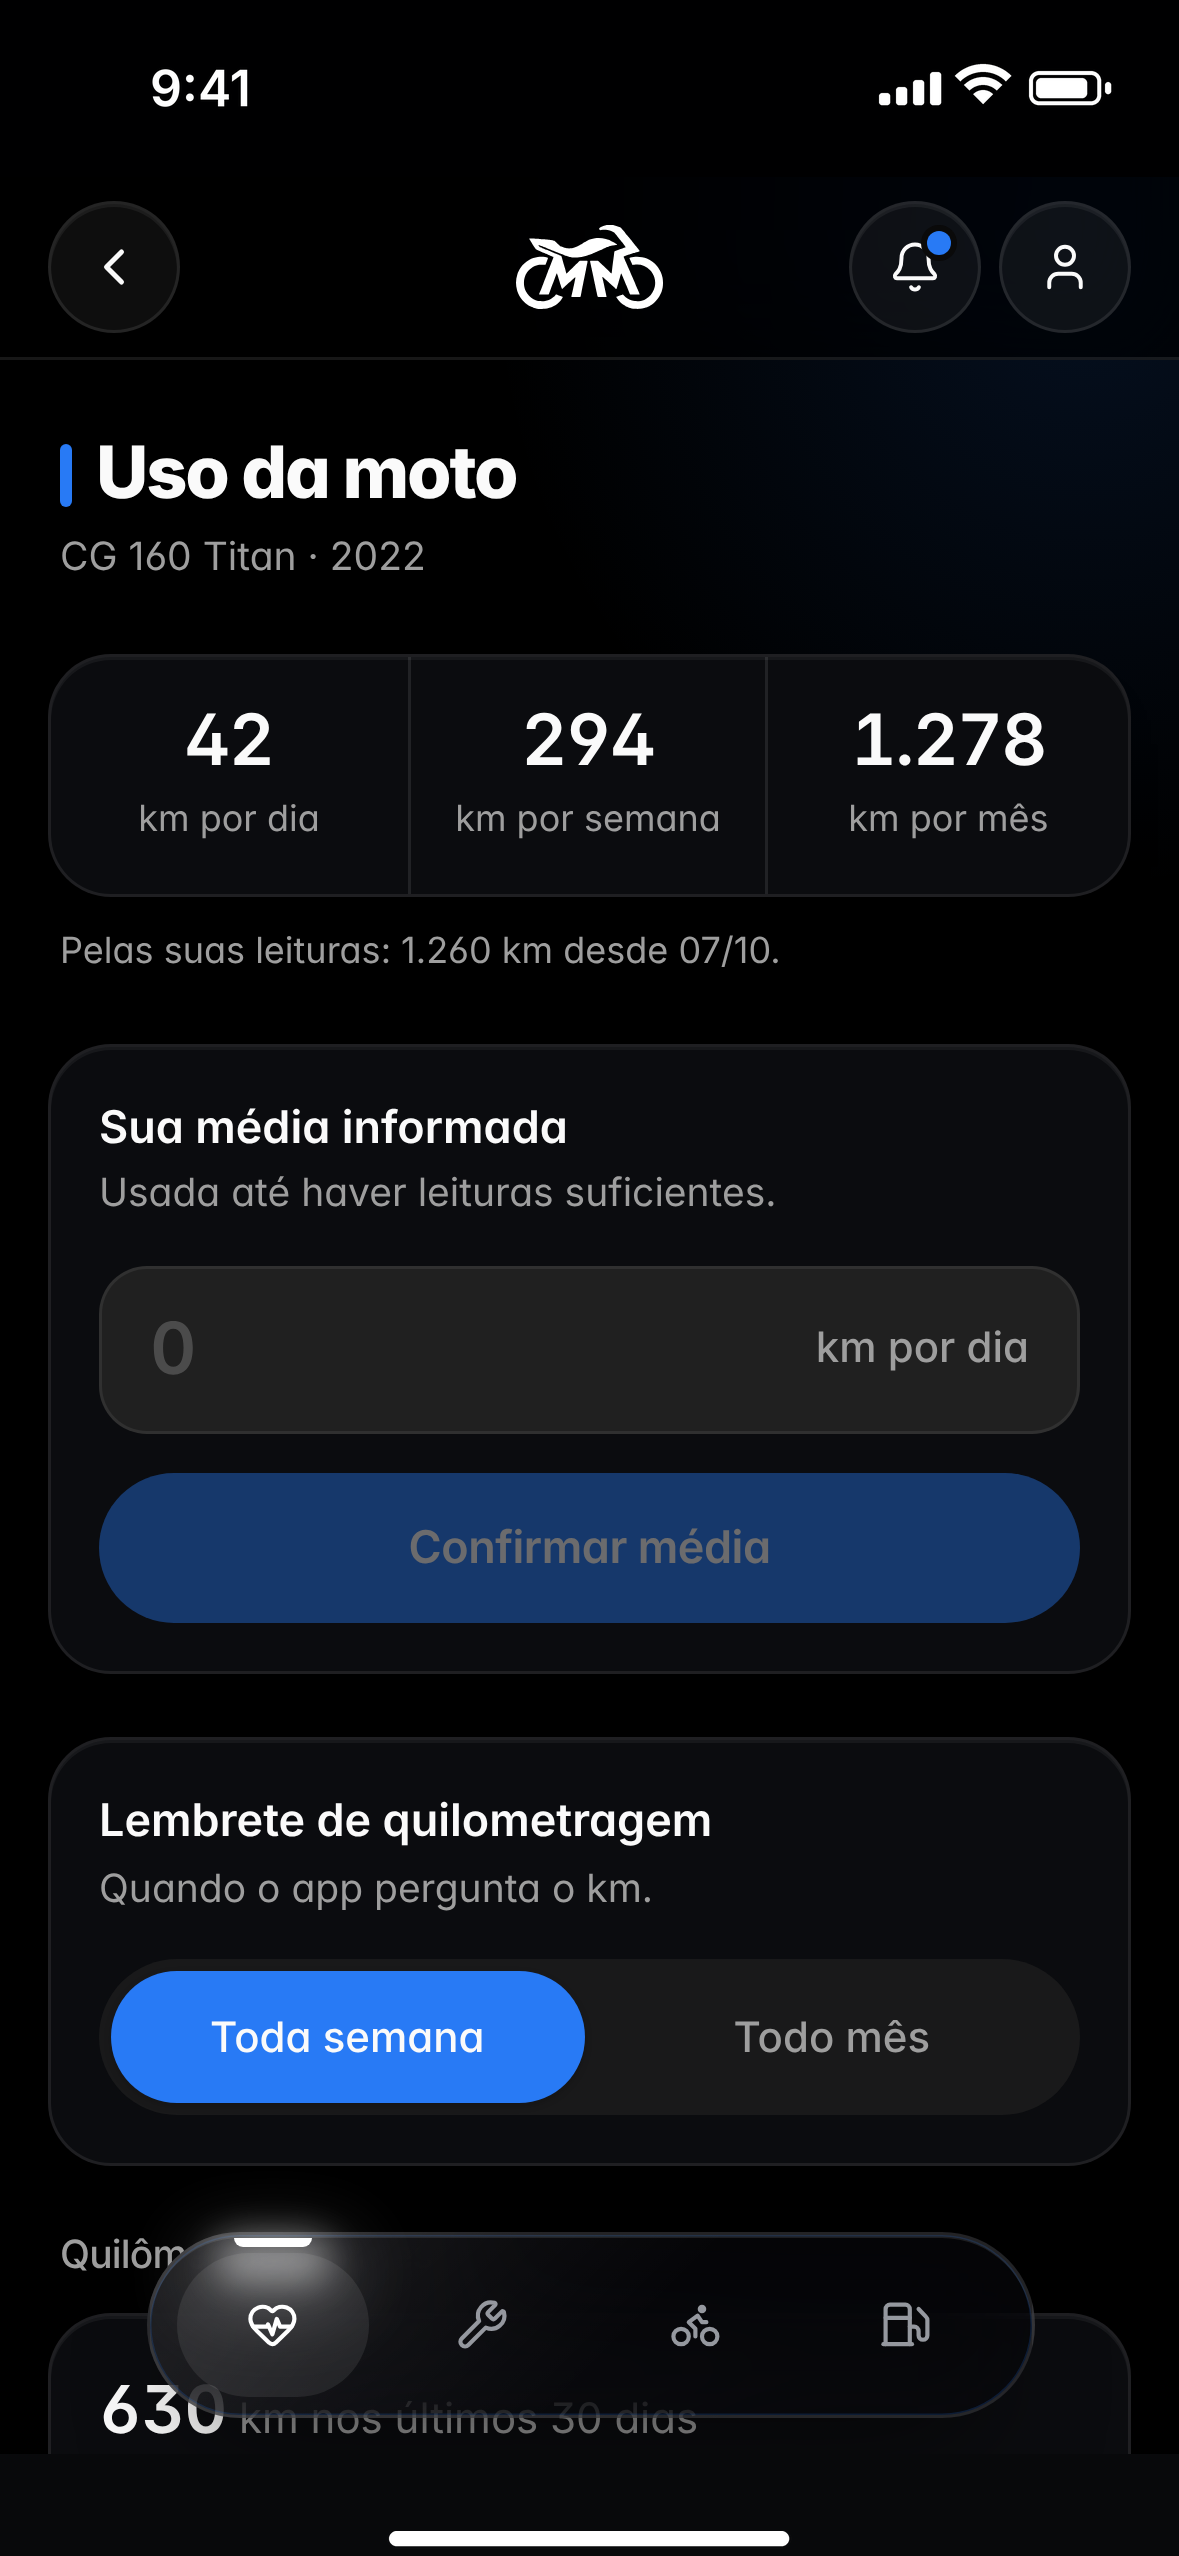 9:41
MM
Uso da moto
CG 160 Titan · 2022
42
km por dia
294
km por semana
1.278
km por mês
Pelas suas leituras: 1.260 km desde 07/10.
Sua média informada
Usada até haver leituras suficientes.
0
km por dia
Confirmar média
Lembrete de quilometragem
Quando o app pergunta o km.
Toda semana
Todo mês
Quilôm
630 km nos últimos 30 dias